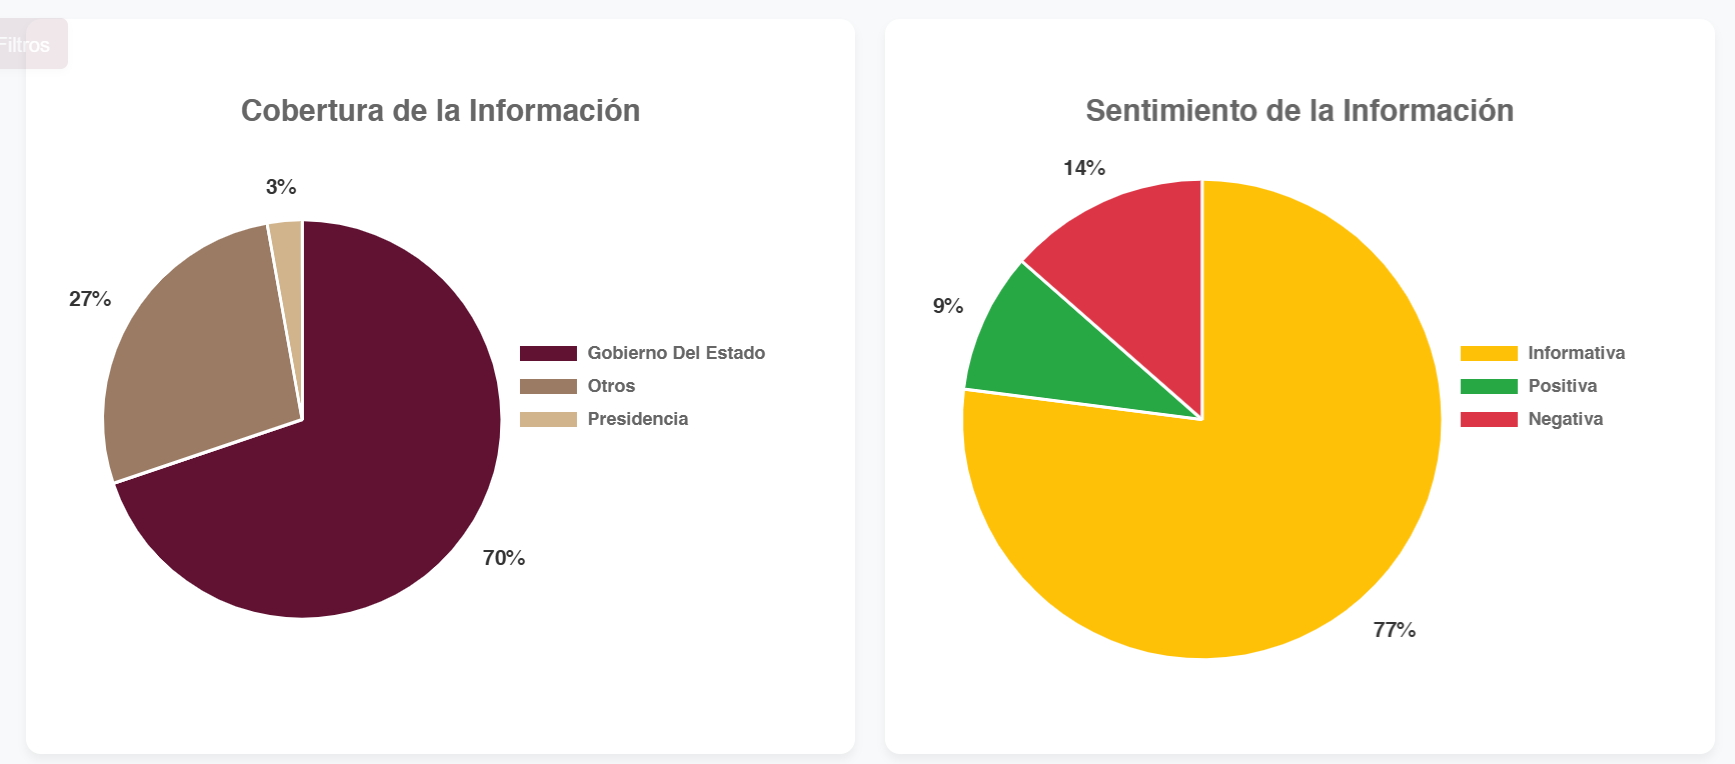 Filtros
Cobertura de la Información
3%
27%
70%
Gobierno Del Estado
Otros
Presidencia
Sentimiento de la Información
14%
9%
77%
Informativa
Positiva
Negativa